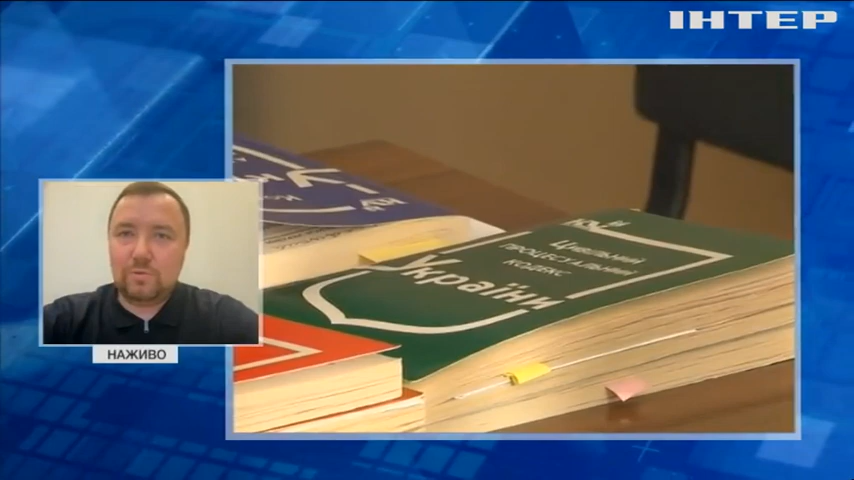 ІНТЕР
Цивільний
процесуальний
кодекс
України
НАЖИВО